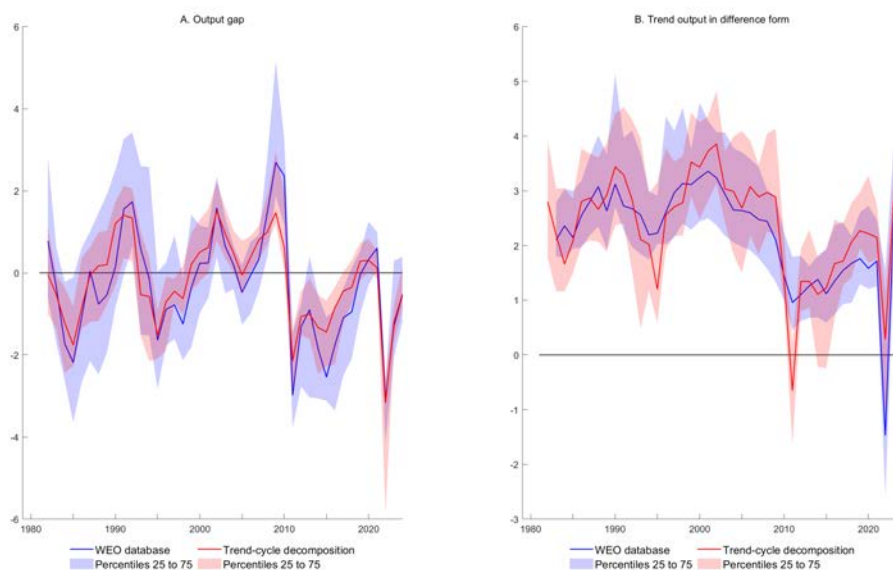 A. Output gap
6
4
2
0
-2
-4
-6
1980 1990 2000 2010 2020
WEO database Trend-cycle decomposition
Percentiles 25 to 75 Percentiles 25 to 75
B. Trend output in difference form
6
5
4
3
2
1
0
-1
-2
-3
1980 1990 2000 2010 2020
WEO database Trend-cycle decomposition
Percentiles 25 to 75 Percentiles 25 to 75